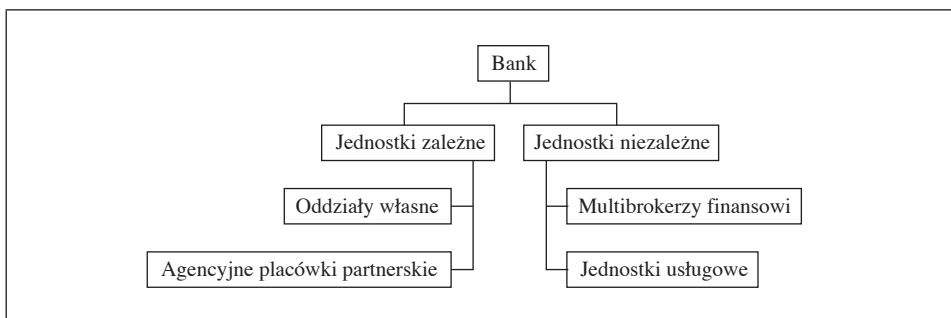 Bank
Jednostki zależne
Jednostki niezależne
Oddziały własne
Multibrokerzy finansowi
Agencyjne placówki partnerskie
Jednostki usługowe